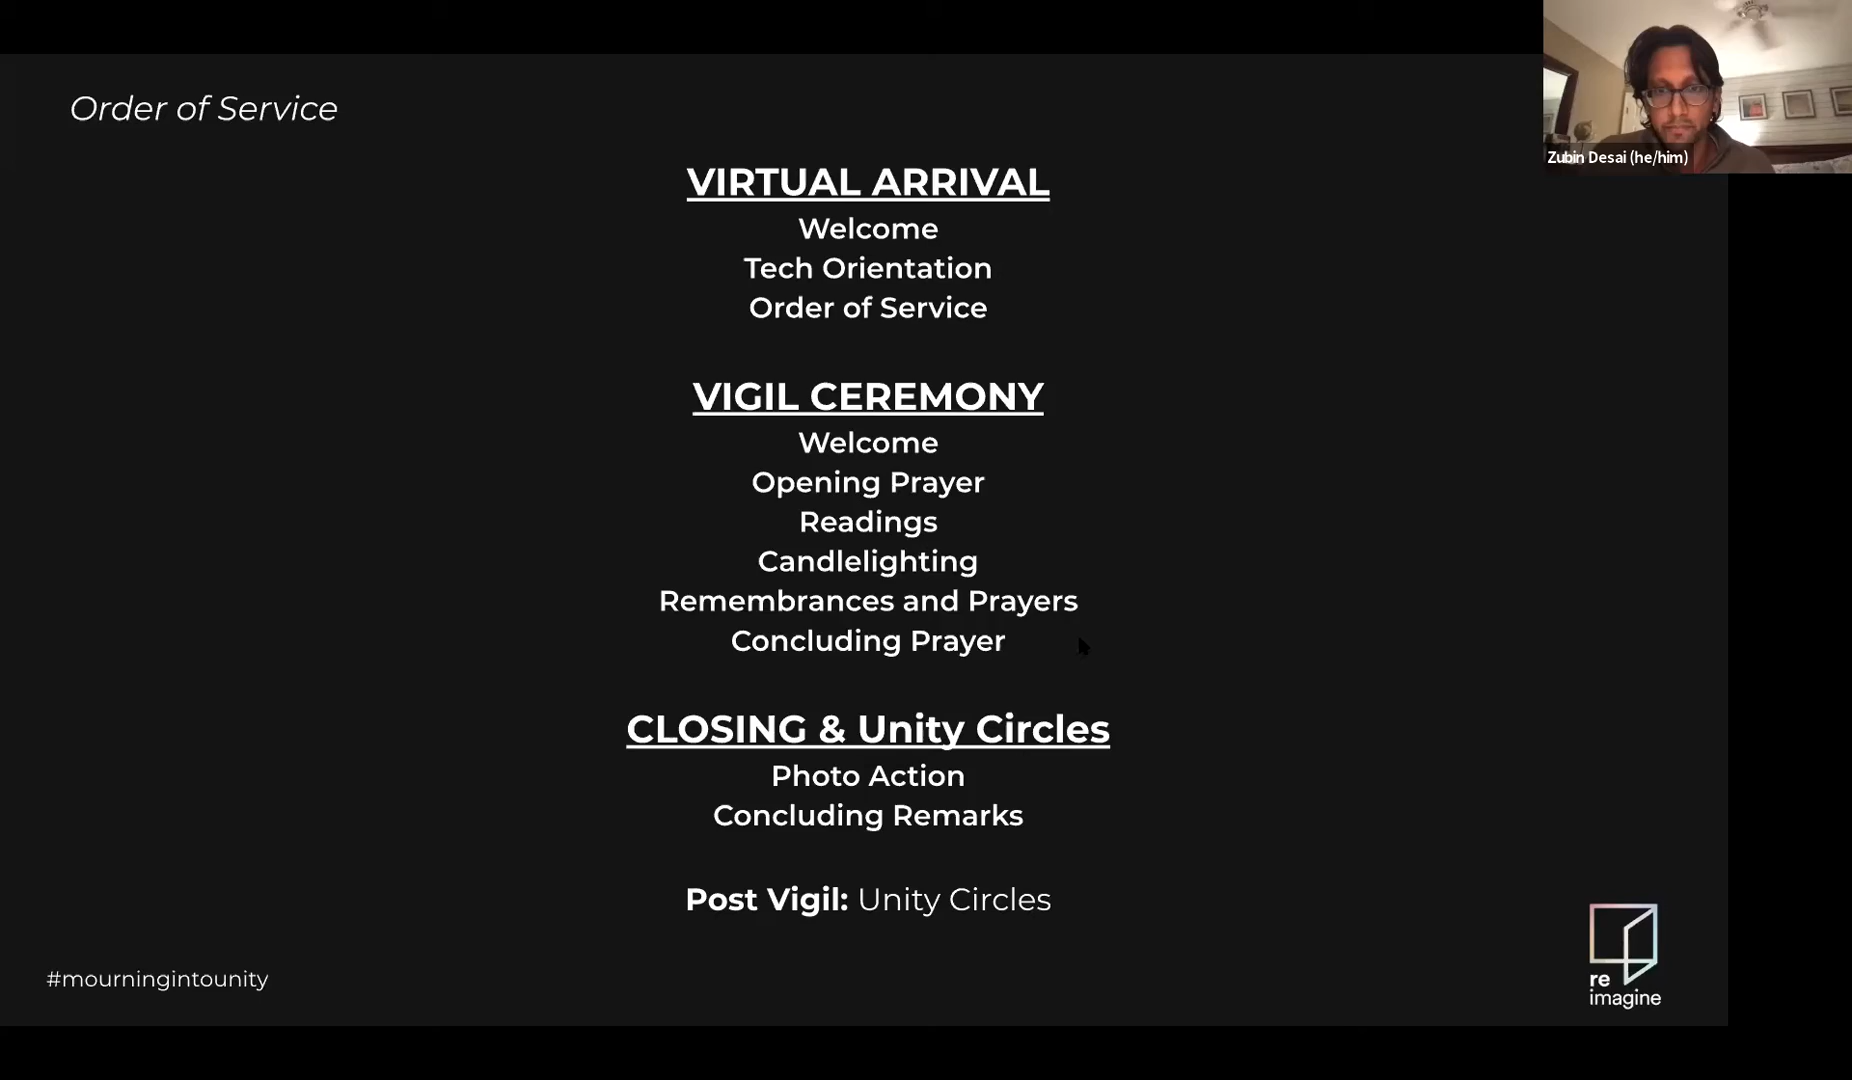 Order of Service
Zubin Desai (he/him)
VIRTUAL ARRIVAL
Welcome
Tech Orientation
Order of Service
VIGIL CEREMONY
Welcome
Opening Prayer
Readings
Candlelighting
Remembrances and Prayers
Concluding Prayer
CLOSING & Unity Circles
Photo Action
Concluding Remarks
Post Vigil: Unity Circles
#mourningintounity
re
imagine